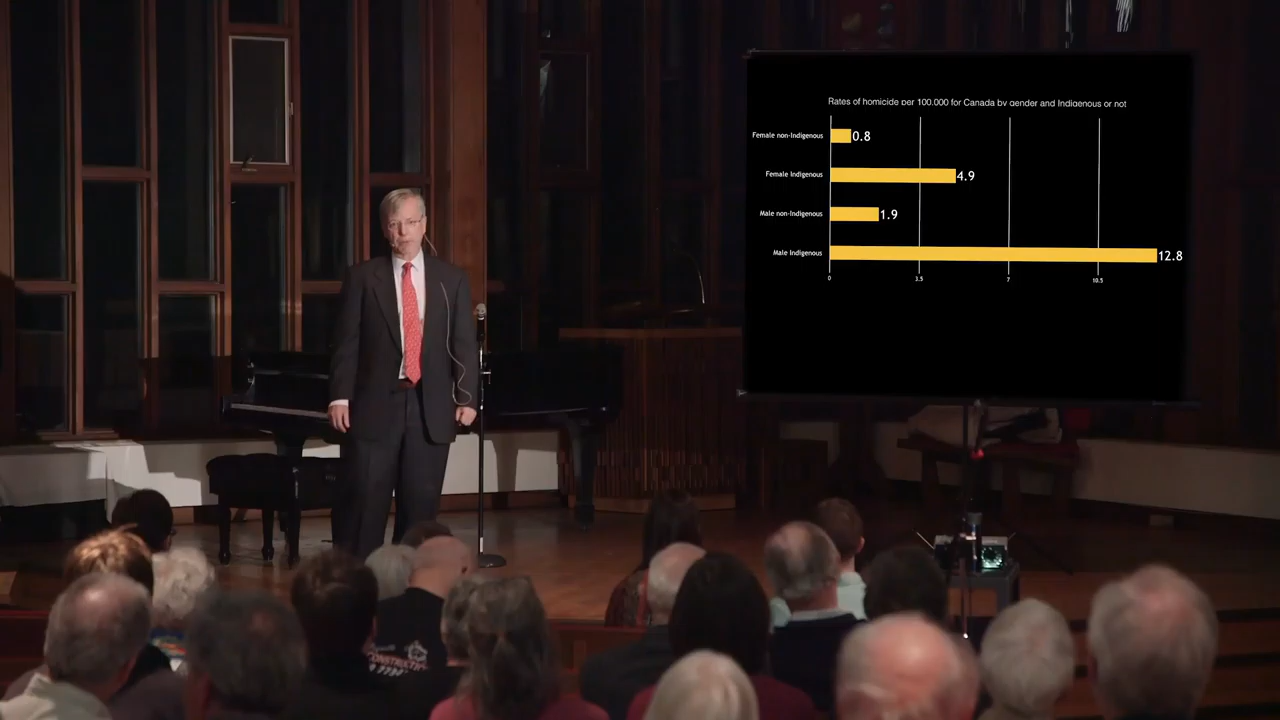 Rates of homicide per 100,000 for Canada by gender and Indigenous or not
Female non-Indigenous 0.8
Female Indigenous 4.9
Male non-Indigenous 1.9
Male Indigenous 12.8
0 3.5 7 10.5